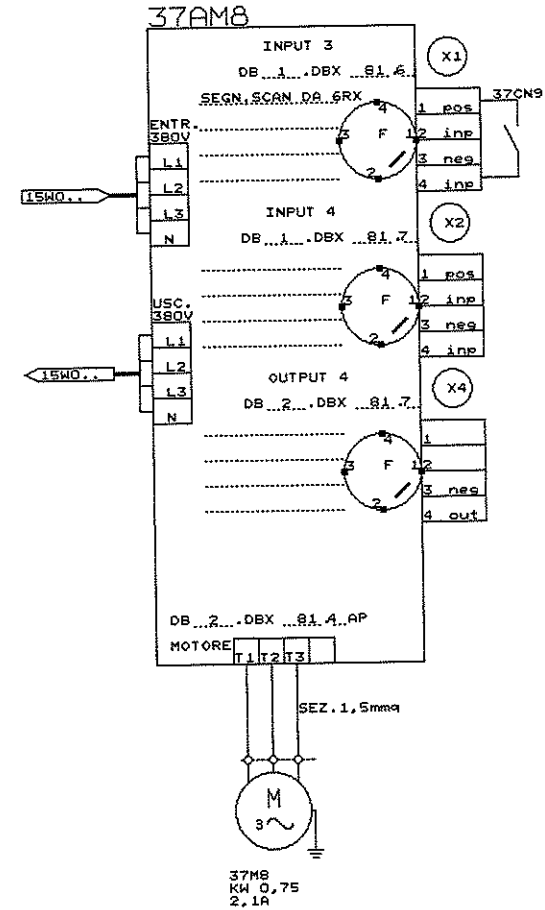 37AM8
INPUT 3
X1
DB 1 .DBX 81.6
37CN9
SEGN.SCAN DA 6RX
4
3 F 1
2
1 pos
2 inp
3 neg
4 inp
ENTR.
380V
L1
L2
L3
N
15W0..
INPUT 4
X2
DB 1 .DBX 81.7
4
3 F 1
2
1 pos
2 inp
3 neg
4 inp
USC.
380V
L1
L2
L3
N
15W0..
OUTPUT 4
X4
DB 2 .DBX 81.7
4
3 F 1
2
1
2
3 neg
4 out
DB 2 .DBX 81.4 AP
MOTORE
T1 T2 T3
SEZ.1,5mmq
M
3
37M8
KW 0,75
2,1A